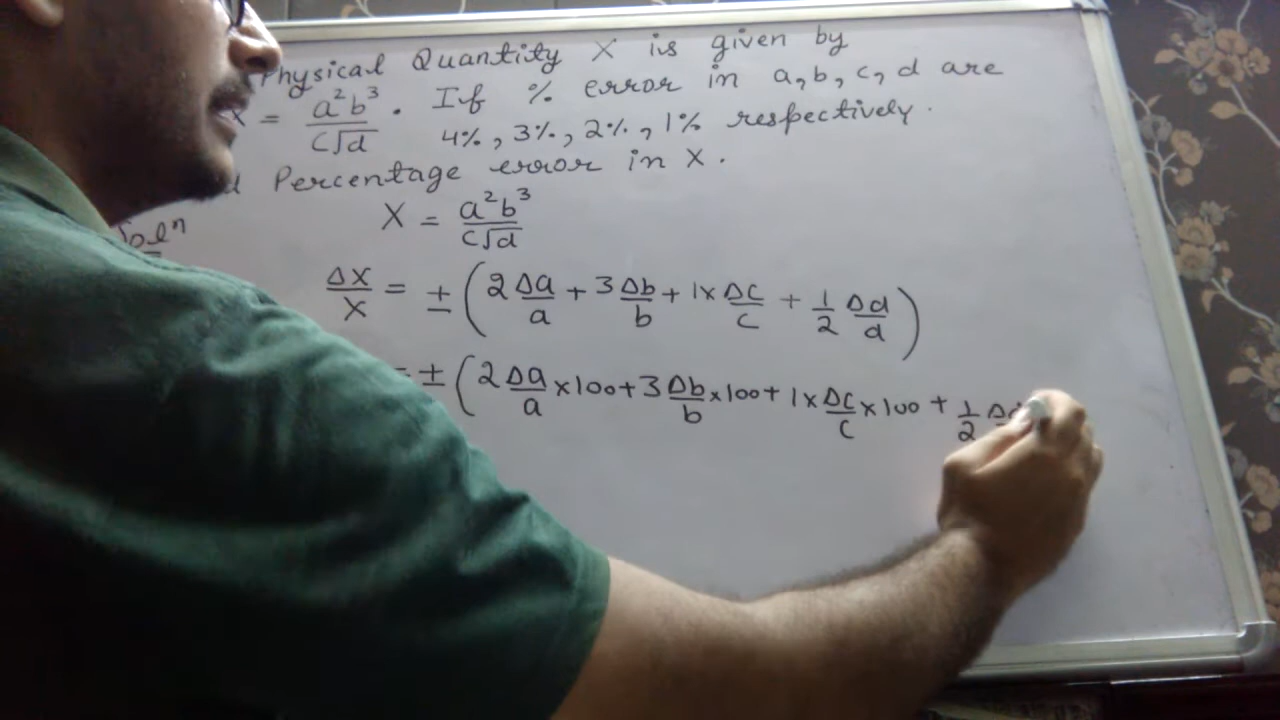 Physical Quantity X is given by
X = a²b³/c√d . If % error in a, b, c, d are
4%, 3%, 2%, 1% respectively.
Percentage error in X.
Solⁿ
X = a²b³/c√d
ΔX/X = ± (2 Δa/a + 3 Δb/b + 1 × Δc/c + 1/2 Δd/d)
= ± (2 Δa/a × 100 + 3 Δb/b × 100 + 1 × Δc/c × 100 + 1/2